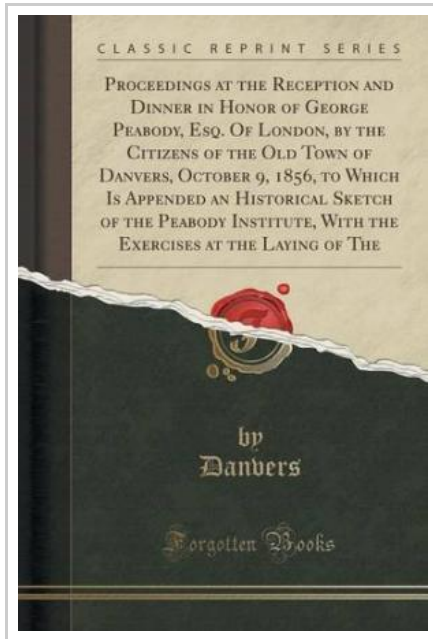 CLASSIC REPRINT SERIES
PROCEEDINGS AT THE RECEPTION AND
DINNER IN HONOR OF GEORGE
PEABODY, ESQ. OF LONDON, BY THE
CITIZENS OF THE OLD TOWN OF
DANVERS, OCTOBER 9, 1856, TO WHICH
IS APPENDED AN HISTORICAL SKETCH
OF THE PEABODY INSTITUTE, WITH THE
EXERCISES AT THE LAYING OF THE
by
Danvers
Forgotten Books